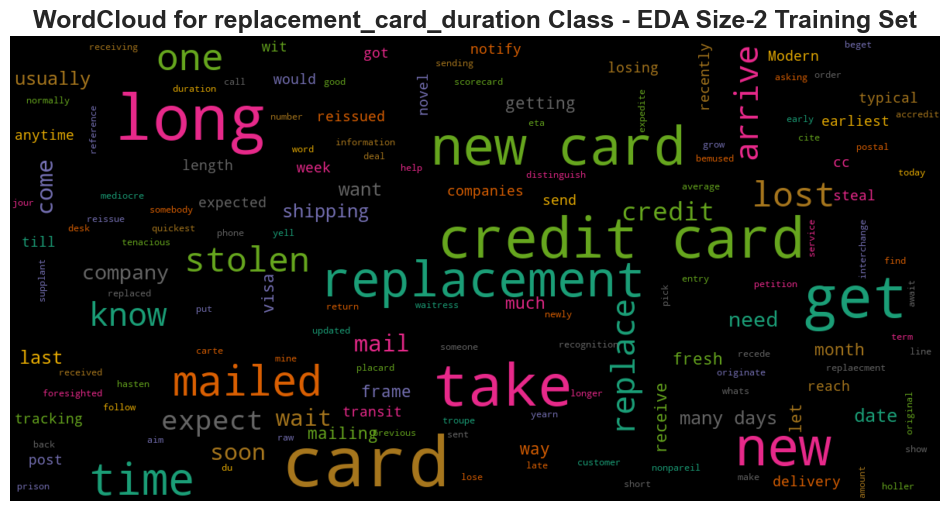 WordCloud for replacement_card_duration Class - EDA Size-2 Training Set
receiving
one
wit
got
notify
sending
losing
recently
arrive
Modern
beget
usually
duration
call
would
good
novel
scorecard
asking
order
typical
normally
long
number
reissued
getting
expedite
early
earliest
accredit
anytime
reference
word
information
deal
eta
new card
grow
bemused
cite
postal
come
length
week
help
distinguish
cc
today
jour
mediocre
expected
want
companies
send
average
lost
steal
desk
reissue
somebody
quickest
shipping
credit
till
tenacious
phone
yell
credit card
service
interchange
find
supplant
company
stolen
visa
replacement
entry
petition
get
await
replaced
know
put
return
waitress
much
newly
replace
pick
need
term
updated
mail
someone
recognition
fresh
recede
month
line
last
carte
mine
placard
originate
replaecment
received
hasten
mailed
frame
take
longer
whats
reach
foresighted
tracking
follow
expect
wait
transit
previous
troupe
yearn
receive
many days
let
date
original
back
aim
raw
mailing
sent
way
post
soon
card
late
customer
nonpareil
new
show
prison
time
du
lose
short
make
delivery
amount
holler